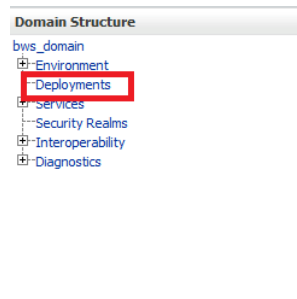 Domain Structure
bws_domain
Environment
Deployments
Services
Security Realms
Interoperability
Diagnostics